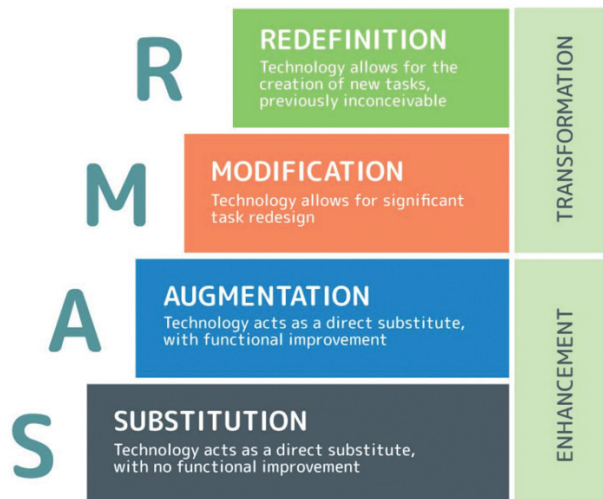 R
REDEFINITION
Technology allows for the
creation of new tasks,
previously inconceivable
M
MODIFICATION
Technology allows for significant
task redesign
TRANSFORMATION
A
AUGMENTATION
Technology acts as a direct substitute,
with functional improvement
S
SUBSTITUTION
Technology acts as a direct substitute,
with no functional improvement
ENHANCEMENT